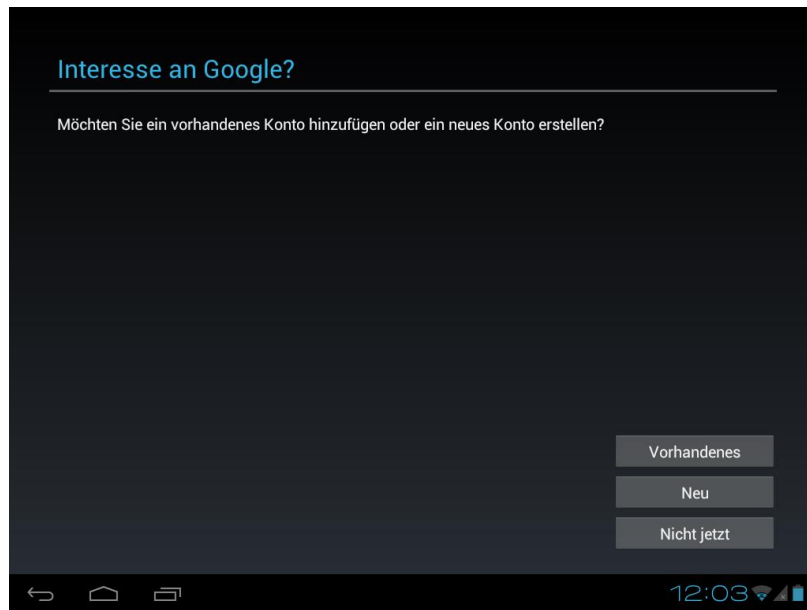 Interesse an Google?
Möchten Sie ein vorhandenes Konto hinzufügen oder ein neues Konto erstellen?
Vorhandenes
Neu
Nicht jetzt
12:03